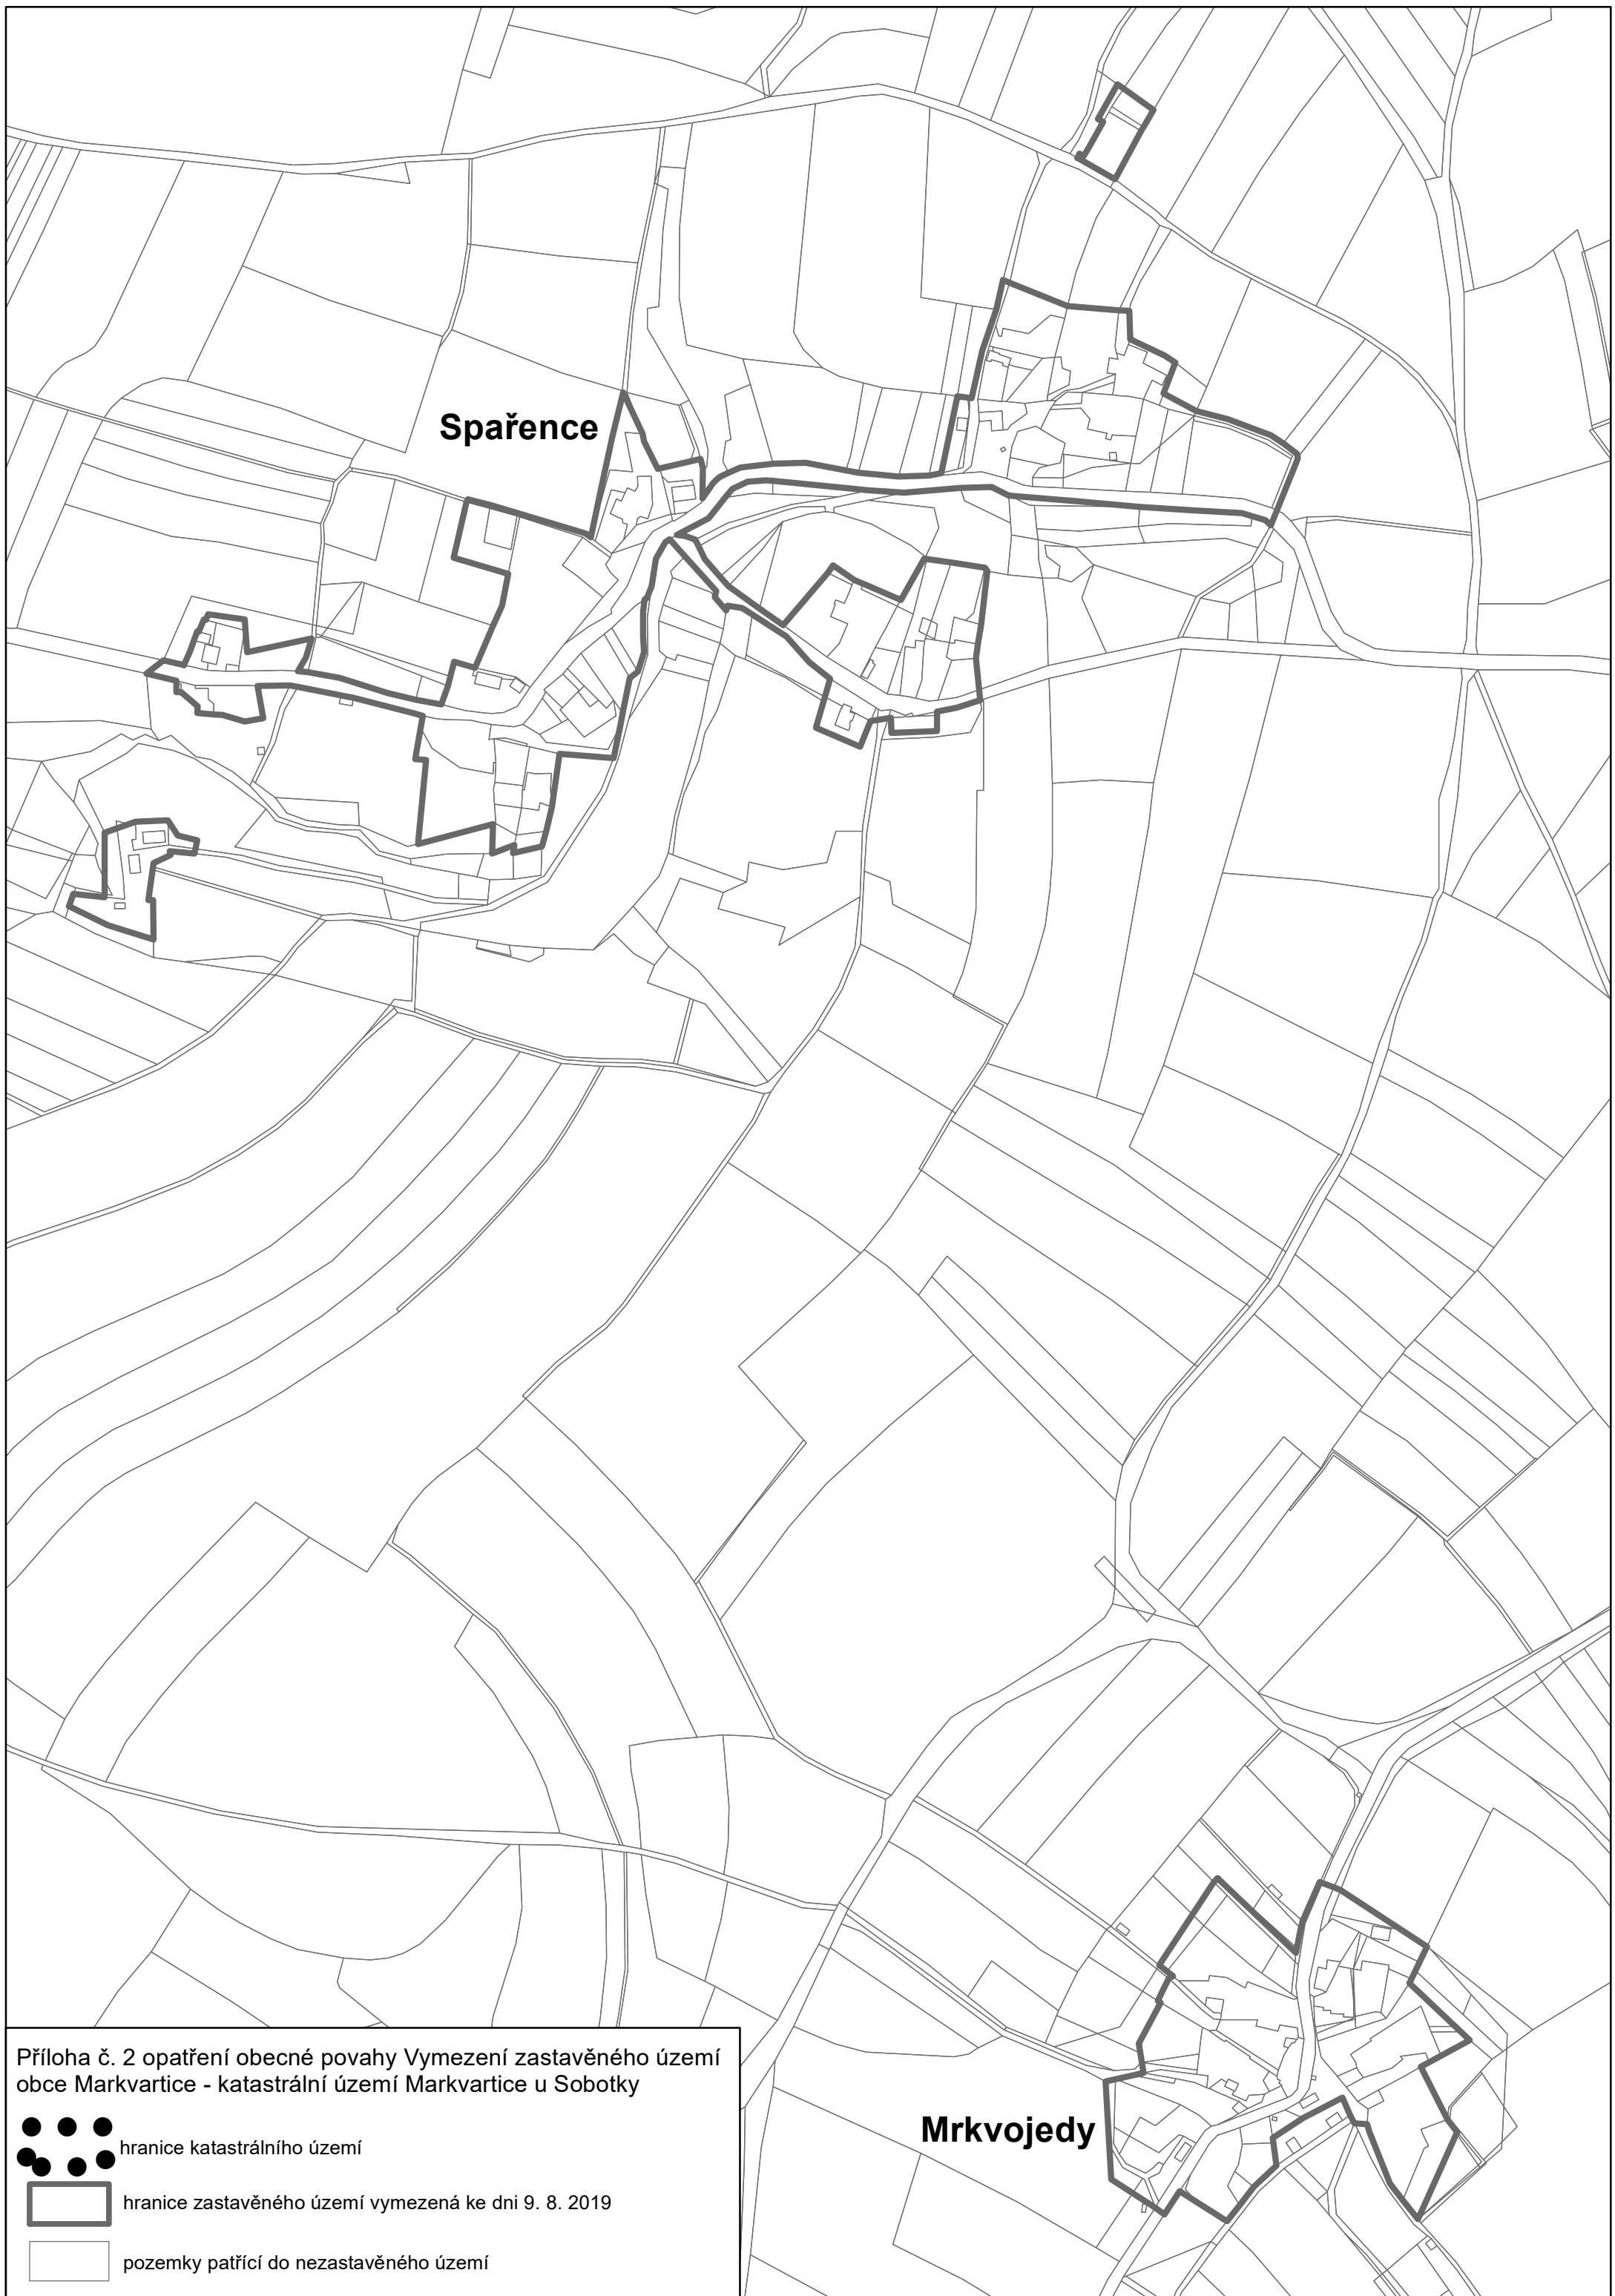 Spařence
Mrkvojedy
Příloha č. 2 opatření obecné povahy Vymezení zastavěného území
obce Markvartice - katastrální území Markvartice u Sobotky
hranice katastrálního území
hranice zastavěného území vymezená ke dni 9. 8. 2019
pozemky patřící do nezastavěného území